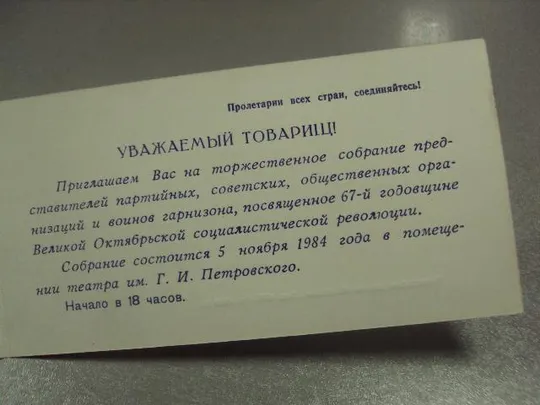 Пролетарии всех стран, соединяйтесь!
УВАЖАЕМЫЙ ТОВАРИЩ!
Приглашаем Вас на торжественное собрание пред-
ставителей партийных, советских, общественных орга-
низаций и воинов гарнизона, посвященное 67-й годовщине
Великой Октябрьской социалистической революции.
Собрание состоится 5 ноября 1984 года в помеще-
нии театра им. Г. И. Петровского.
Начало в 18 часов.